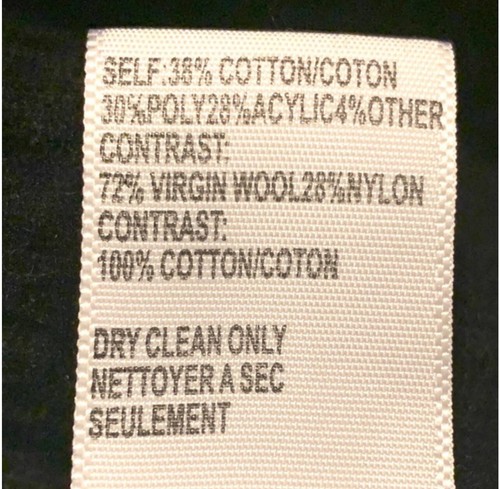 SELF:38% COTTON/COTON
30%POLY28%ACYLIC4%OTHER
CONTRAST:
72% VIRGIN WOOL28%NYLON
CONTRAST:
100% COTTON/COTON
DRY CLEAN ONLY
NETTOYER A SEC
SEULEMENT